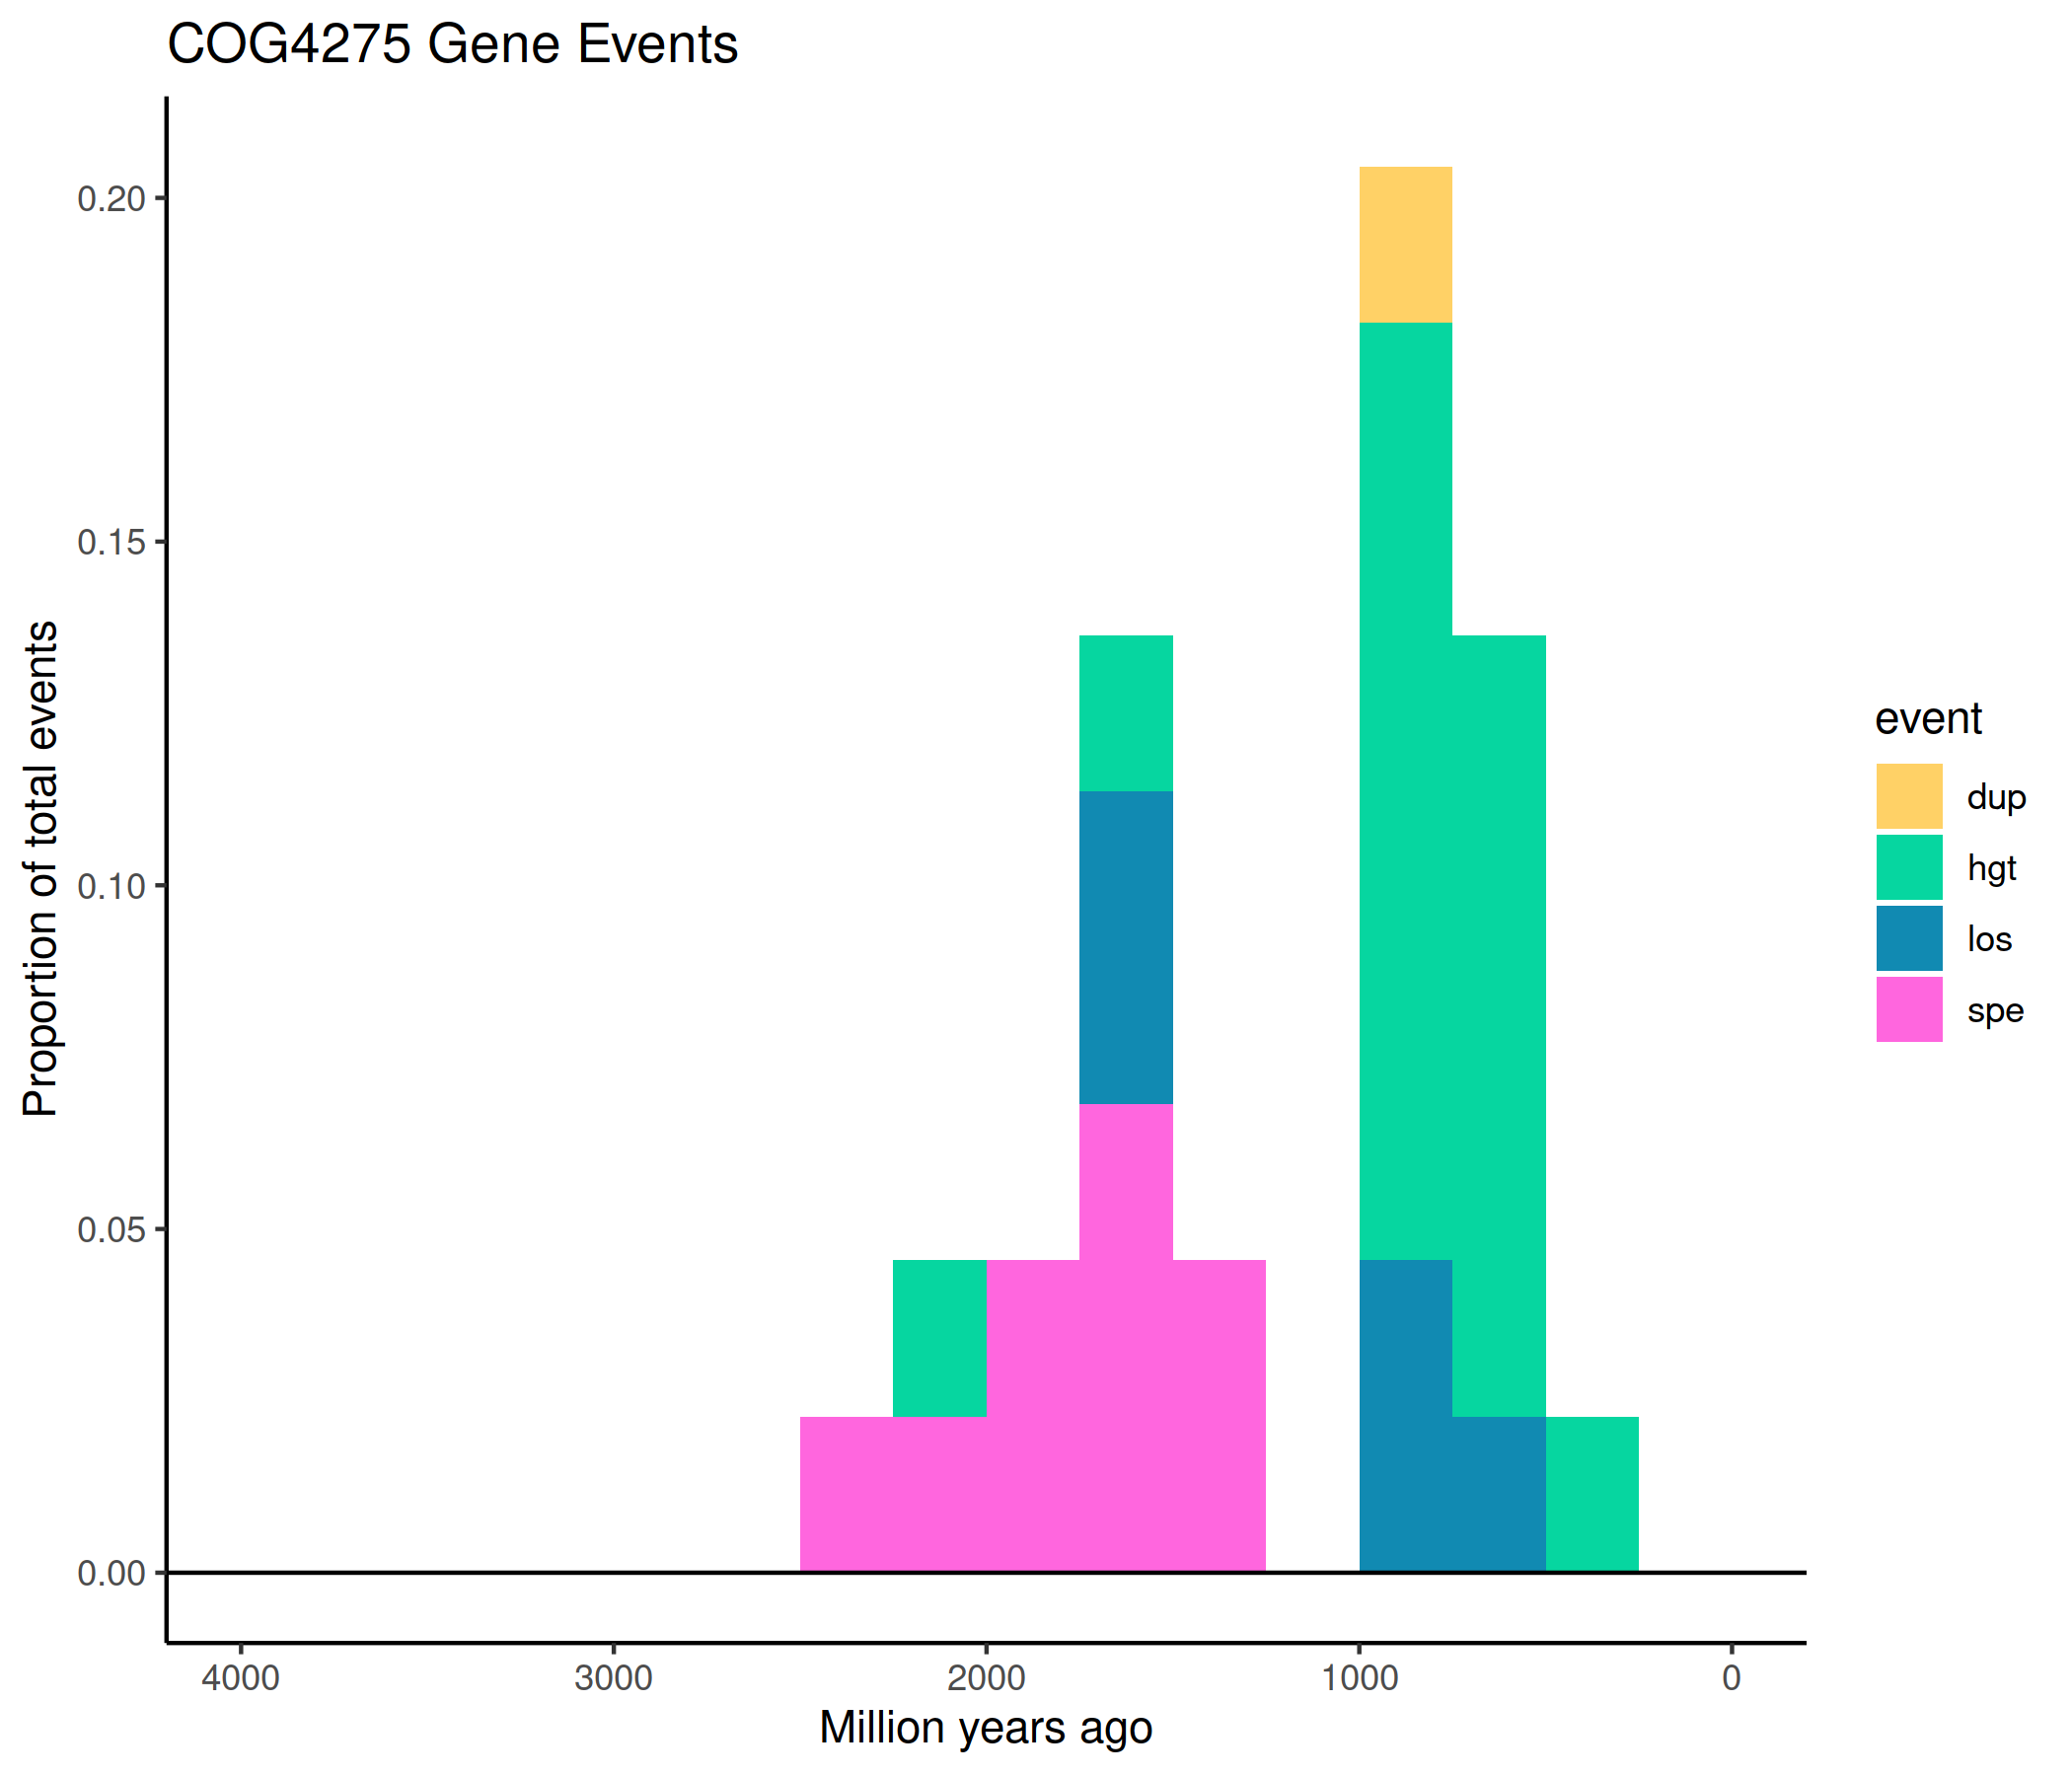 COG4275 Gene Events
Proportion of total events
0.20
0.15
0.10
0.05
0.00
4000 3000 2000 1000 0
Million years ago
event
dup
hgt
los
spe